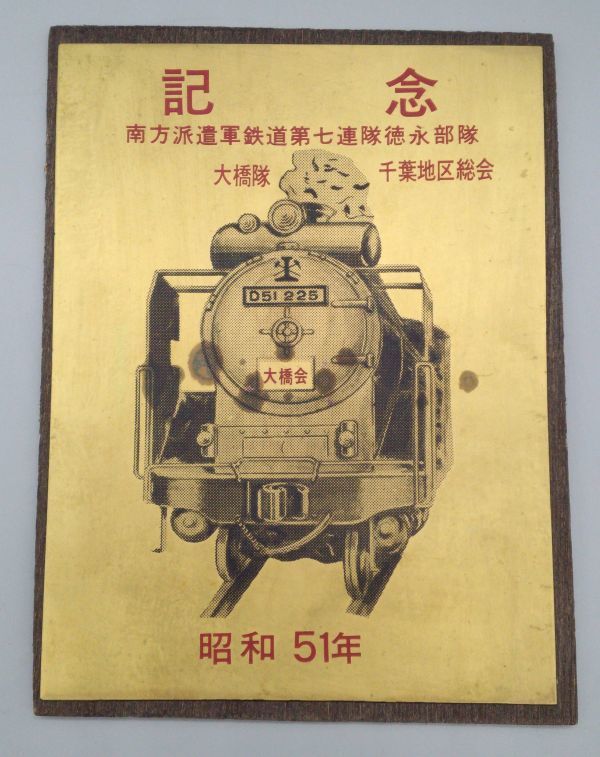 記 念
南方派遣軍鉄道第七連隊徳永部隊
大橋隊 千葉地区総会
D51 225
大橋会
昭和 51年